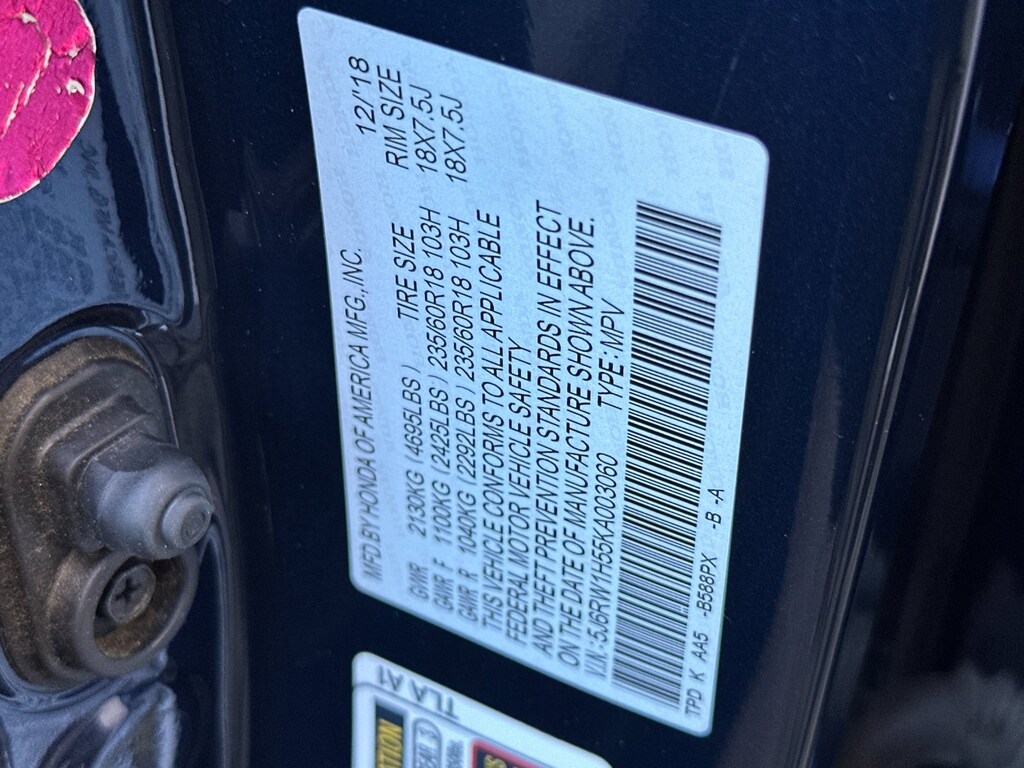 MFD BY HONDA OF AMERICA MFG., INC. 12/'18
TIRE SIZE RIM SIZE
GVWR 2130KG (4695LBS)
GAWR F 1100KG (2425LBS) 235/60R18 103H 18X7.5J
GAWR R 1040KG (2292LBS) 235/60R18 103H 18X7.5J
THIS VEHICLE CONFORMS TO ALL APPLICABLE
FEDERAL MOTOR VEHICLE SAFETY
AND THEFT PREVENTION STANDARDS IN EFFECT
ON THE DATE OF MANUFACTURE SHOWN ABOVE.
V.I.N.: 5J6RW1H55KA003060 TYPE: MPV
TPD K AA5 -B588PX -B -A
TLA A1